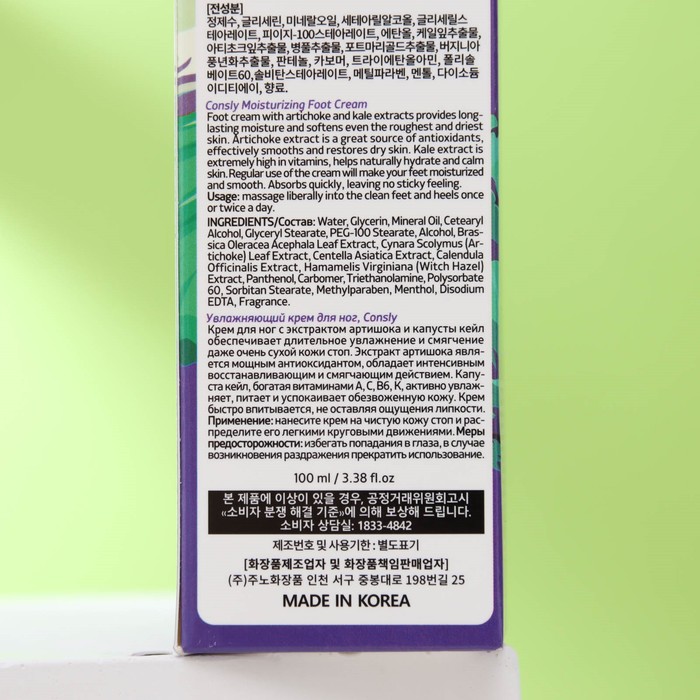 [전성분]
정제수, 글리세린, 미네랄오일, 세테아릴알코올, 글리세릴스
테아레이트, 피이지-100스테아레이트, 에탄올, 케일잎추출물,
아티초크잎추출물, 병풀추출물, 포트마리골드추출물, 버지니아
풍년화추출물, 판테놀, 카보머, 트라이에탄올아민, 폴리솔
베이트60, 솔비탄스테아레이트, 메틸파라벤, 멘톨, 다이소듐
이디티에이, 향료.
Consly Moisturizing Foot Cream
Foot cream with artichoke and kale extracts provides long-
lasting moisture and softens even the roughest and driest
skin. Artichoke extract is a great source of antioxidants,
effectively smooths and restores dry skin. Kale extract is
extremely high in vitamins, helps naturally hydrate and calm
skin. Regular use of the cream will make your feet moisturized
and smooth. Absorbs quickly, leaving no sticky feeling.
Usage: massage liberally into the clean feet and heels once
or twice a day.
INGREDIENTS/Состав: Water, Glycerin, Mineral Oil, Cetearyl
Alcohol, Glyceryl Stearate, PEG-100 Stearate, Alcohol, Bras-
sica Oleracea Acephala Leaf Extract, Cynara Scolymus (Ar-
tichoke) Leaf Extract, Centella Asiatica Extract, Calendula
Officinalis Extract, Hamamelis Virginiana (Witch Hazel)
Extract, Panthenol, Carbomer, Triethanolamine, Polysorbate
60, Sorbitan Stearate, Methylparaben, Menthol, Disodium
EDTA, Fragrance.
Увлажняющий крем для ног, Consly
Крем для ног с экстрактом артишока и капусты кейл
обеспечивает длительное увлажнение и смягчение
даже очень сухой кожи стоп. Экстракт артишока явля-
ется мощным антиоксидантом, обладает интенсивным
восстанавливающим и смягчающим действием. Капу-
ста кейл, богатая витаминами А, С, В6, К, активно увлаж-
няет, питает и успокаивает обезвоженную кожу. Крем
быстро впитывается, не оставляя ощущения липкости.
Применение: нанесите крем на чистую кожу стоп и рас-
пределите его легкими круговыми движениями. Меры
предосторожности: избегать попадания в глаза, в случае
возникновения раздражения прекратить использование.
100 ml / 3.38 fl.oz
본 제품에 이상이 있을 경우, 공정거래위원회고시
«소비자 분쟁 해결 기준»에 의해 보상해 드립니다.
소비자 상담실: 1833-4842
제조번호 및 사용기한 : 별도표기
[화장품제조업자 및 화장품책임판매업자]
(주)주노화장품 인천 서구 중봉대로 198번길 25
MADE IN KOREA